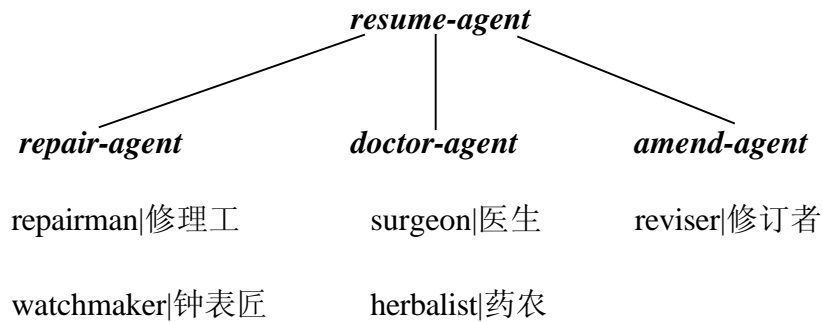 resume-agent
repair-agent doctor-agent amend-agent
repairman|修理工 surgeon|医生 reviser|修订者
watchmaker|钟表匠 herbalist|药农